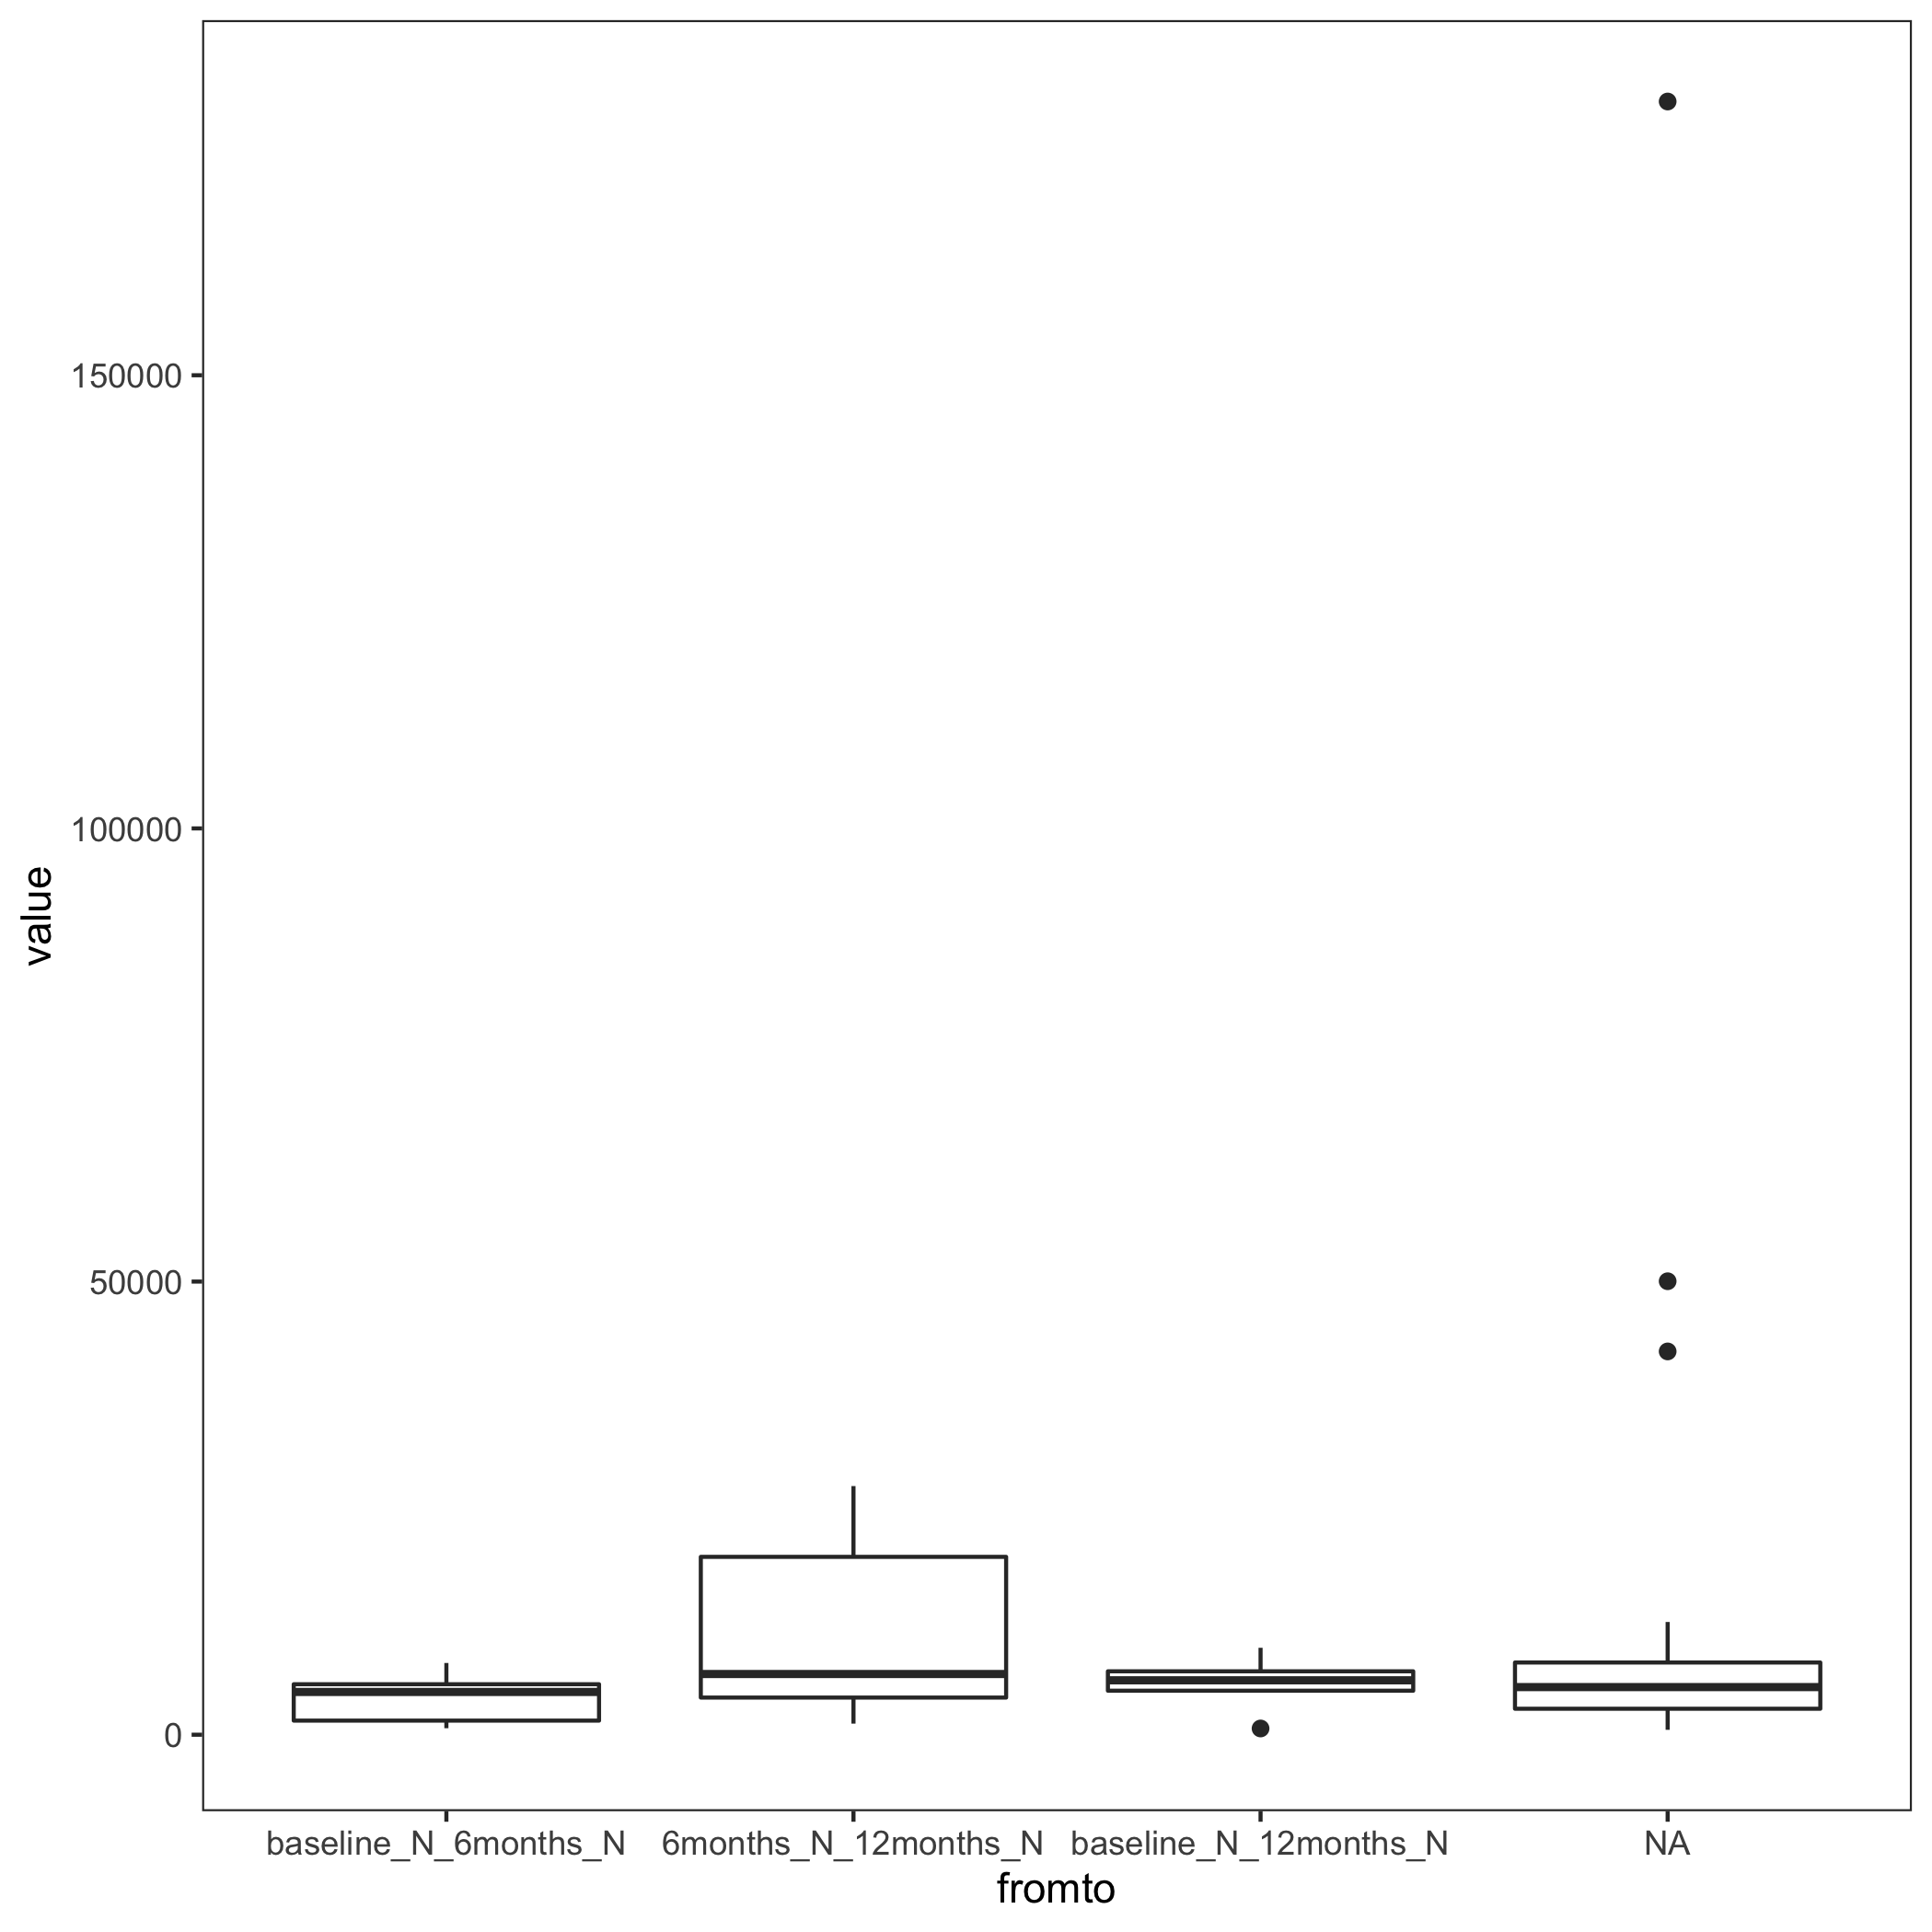 value
150000
100000
50000
0
baseline_N_6months_N 6months_N_12months_N baseline_N_12months_N NA
fromto